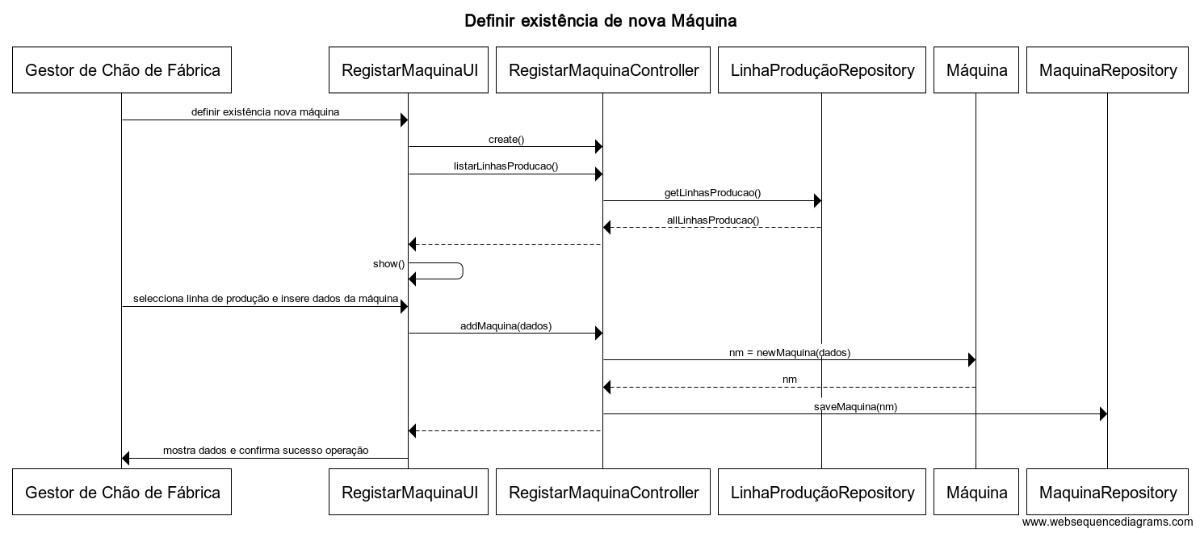 Definir existência de nova Máquina
Gestor de Chão de Fábrica
RegistarMaquinaUI
RegistarMaquinaController
LinhaProduçãoRepository
Máquina
MaquinaRepository
definir existência nova máquina
create()
listarLinhasProducao()
getLinhasProducao()
allLinhasProducao()
show()
selecciona linha de produção e insere dados da máquina
addMaquina(dados)
nm = newMaquina(dados)
nm
saveMaquina(nm)
mostra dados e confirma sucesso operação
Gestor de Chão de Fábrica
RegistarMaquinaUI
RegistarMaquinaController
LinhaProduçãoRepository
Máquina
MaquinaRepository
www.websequencediagrams.com